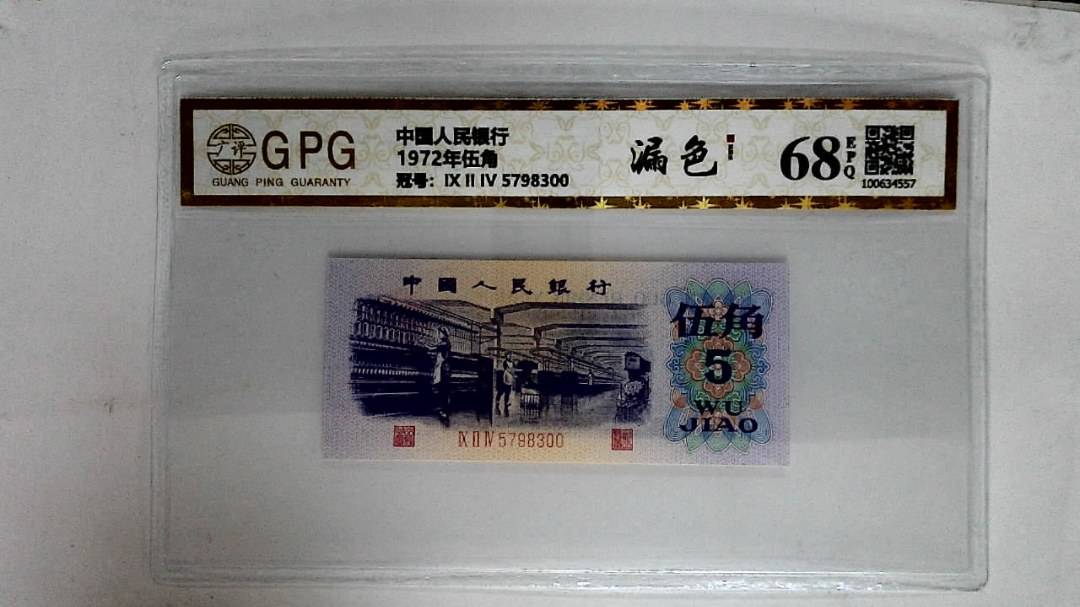 广评
GPG
GUANG PING GUARANTY
中國人民銀行
1972年伍角
冠号: IX II IV 5798300
漏色
68
EPQ
100634557
中國人民銀行
伍角
5
WU
JIAO
IX II IV 5798300